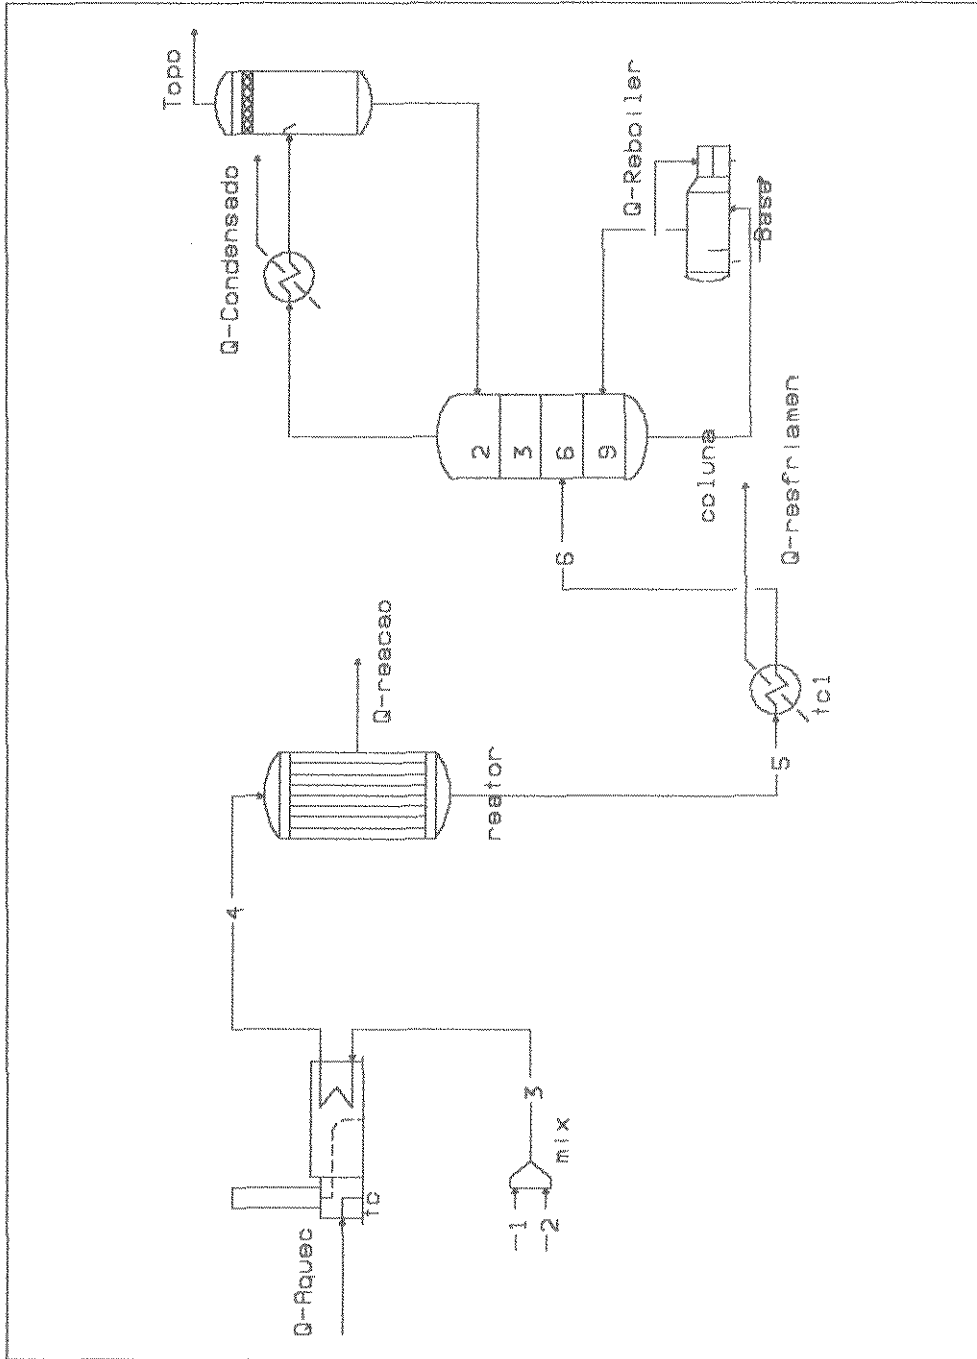 Q-Aquec
tc
1
2
mix
3
4
reator
Q-reacao
5
tc1
Q-resfriamen
6
coluna
2
3
6
9
Q-Condensado
Topo
Q-Reboiler
Base